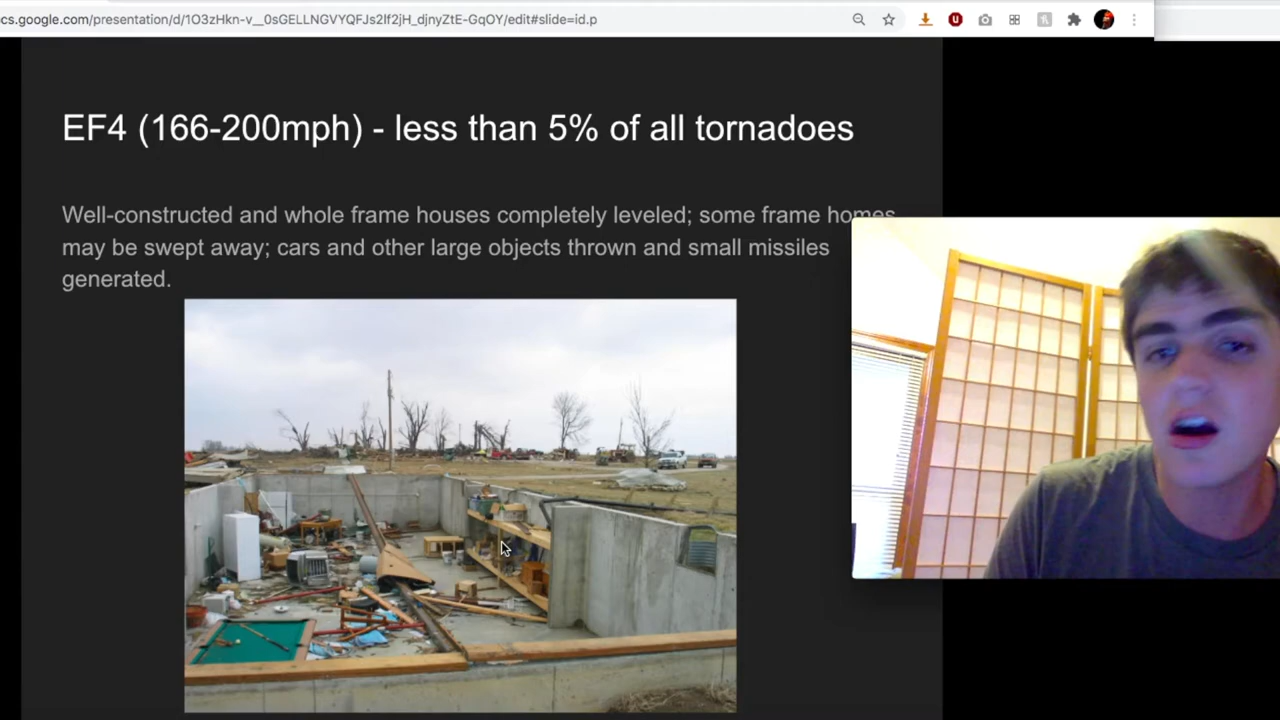 cs.google.com/presentation/d/1O3zHkn-v__0sGELLNGVYQFJs2lf2jH_djnyZtE-GqOY/edit#slide=id.p
EF4 (166-200mph) - less than 5% of all tornadoes
Well-constructed and whole frame houses completely leveled; some frame homes
may be swept away; cars and other large objects thrown and small missiles
generated.